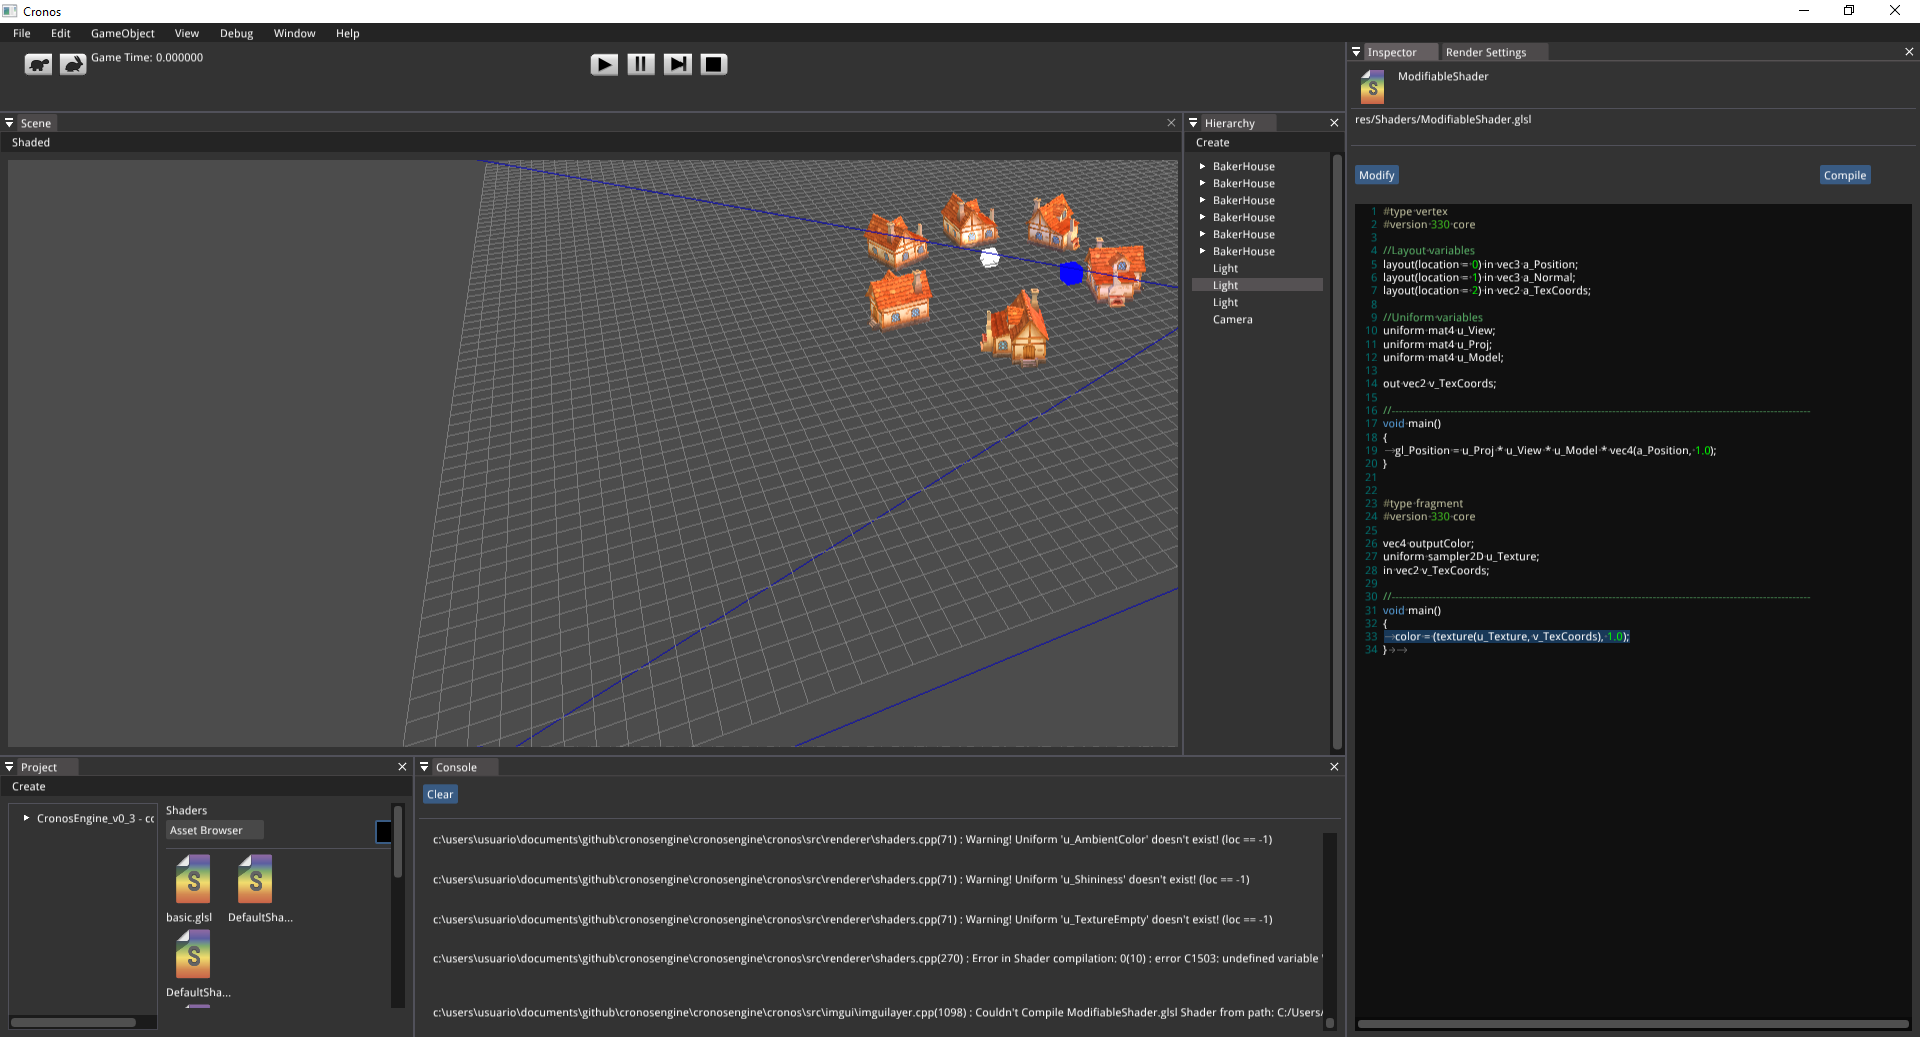 Cronos
File Edit GameObject View Debug Window Help
Game Time: 0.000000
Scene
Shaded
Hierarchy
Create
BakerHouse
BakerHouse
BakerHouse
BakerHouse
BakerHouse
BakerHouse
Light
Light
Light
Camera
Inspector Render Settings
S ModifiableShader
res/Shaders/ModifiableShader.glsl
Modify Compile
1 #type vertex
2 #version 330 core
3
4 //Layout variables
5 layout(location = 0) in vec3 a_Position;
6 layout(location = 1) in vec3 a_Normal;
7 layout(location = 2) in vec2 a_TexCoords;
8
9 //Uniform variables
10 uniform mat4 u_View;
11 uniform mat4 u_Proj;
12 uniform mat4 u_Model;
13
14 out vec2 v_TexCoords;
15
16 //
17 void main()
18 {
19 gl_Position = u_Proj * u_View * u_Model * vec4(a_Position, 1.0);
20 }
21
22
23 #type fragment
24 #version 330 core
25
26 vec4 outputColor;
27 uniform sampler2D u_Texture;
28 in vec2 v_TexCoords;
29
30 //
31 void main()
32 {
33 color = (texture(u_Texture, v_TexCoords), 1.0);
34 }
Project
Create
CronosEngine_v0_3 - co
Shaders
Asset Browser
S S
basic.glsl DefaultSha...
S
DefaultSha...
Console
Clear
c:\users\usuario\documents\github\cronosengine\cronosengine\cronos\src\renderer\shaders.cpp(71) : Warning! Uniform 'u_AmbientColor' doesn't exist! (loc == -1)
c:\users\usuario\documents\github\cronosengine\cronosengine\cronos\src\renderer\shaders.cpp(71) : Warning! Uniform 'u_Shininess' doesn't exist! (loc == -1)
c:\users\usuario\documents\github\cronosengine\cronosengine\cronos\src\renderer\shaders.cpp(71) : Warning! Uniform 'u_TextureEmpty' doesn't exist! (loc == -1)
c:\users\usuario\documents\github\cronosengine\cronosengine\cronos\src\renderer\shaders.cpp(270) : Error in Shader compilation: 0(10) : error C1503: undefined variable "
c:\users\usuario\documents\github\cronosengine\cronosengine\cronos\src\imgui\imguilayer.cpp(1098) : Couldn't Compile ModifiableShader.glsl Shader from path: C:/Users/